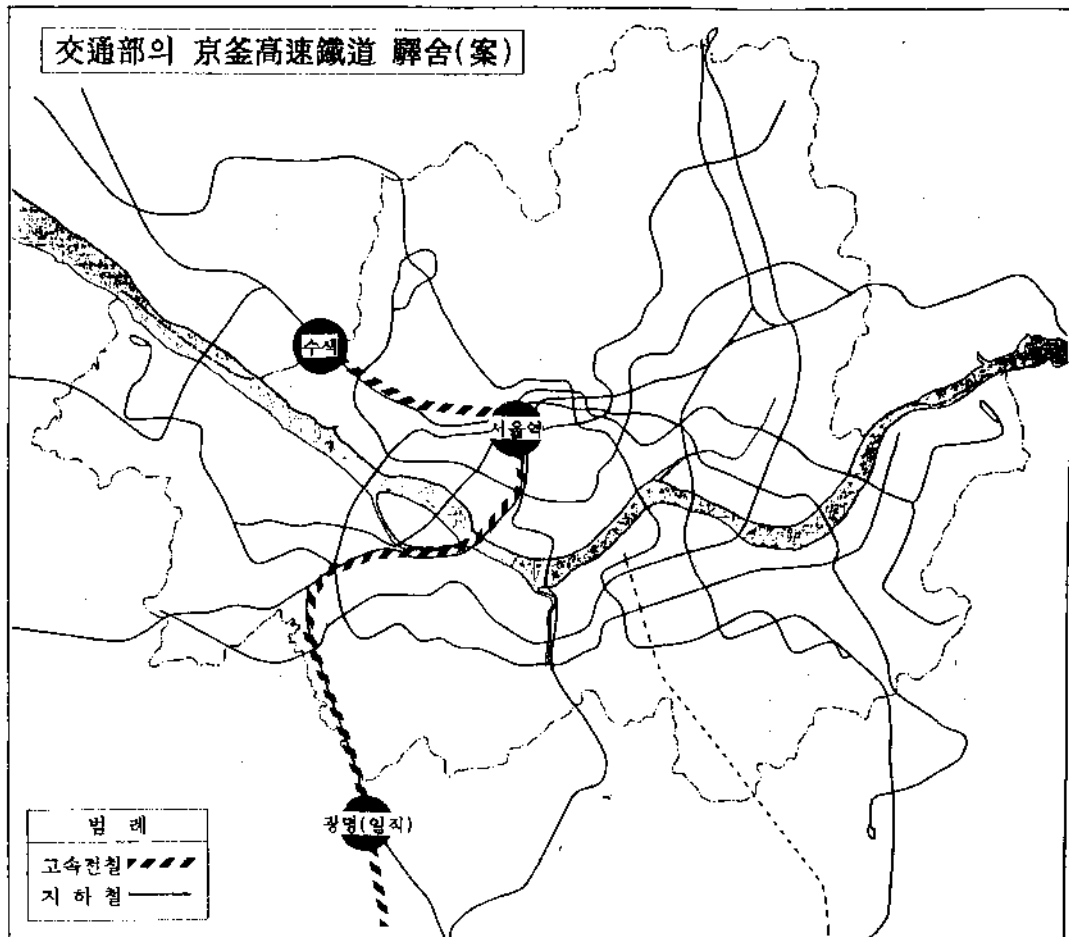 交通部의 京釜高速鐵道 驛舍(案)
수색
서울역
광명(일직)
범 례
고속전철
지 하 철